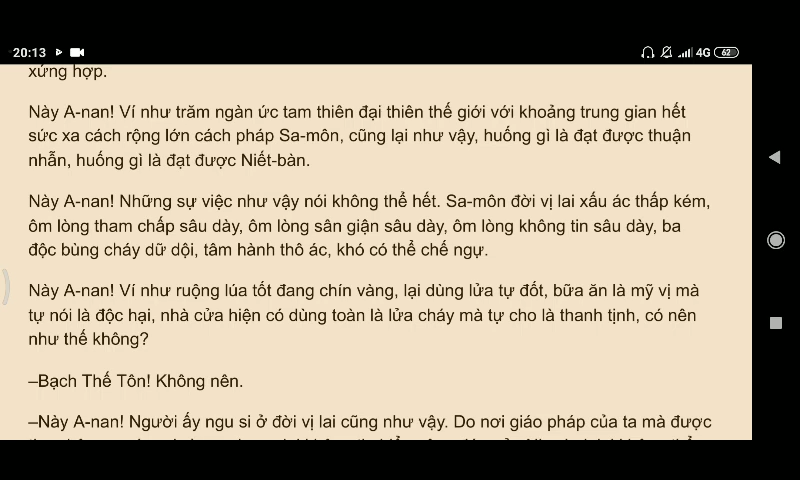 20:13
4G 62
xứng hợp.
Này A-nan! Ví như trăm ngàn ức tam thiên đại thiên thế giới với khoảng trung gian hết
sức xa cách rộng lớn cách pháp Sa-môn, cũng lại như vậy, huống gì là đạt được thuận
nhẫn, huống gì là đạt được Niết-bàn.
Này A-nan! Những sự việc như vậy nói không thể hết. Sa-môn đời vị lai xấu ác thấp kém,
ôm lòng tham chấp sâu dày, ôm lòng sân giận sâu dày, ôm lòng không tin sâu dày, ba
độc bùng cháy dữ dội, tâm hành thô ác, khó có thể chế ngự.
Này A-nan! Ví như ruộng lúa tốt đang chín vàng, lại dùng lửa tự đốt, bữa ăn là mỹ vị mà
tự nói là độc hại, nhà cửa hiện có dùng toàn là lửa cháy mà tự cho là thanh tịnh, có nên
như thế không?
–Bạch Thế Tôn! Không nên.
–Này A-nan! Người ấy ngu si ở đời vị lai cũng như vậy. Do nơi giáo pháp của ta mà được